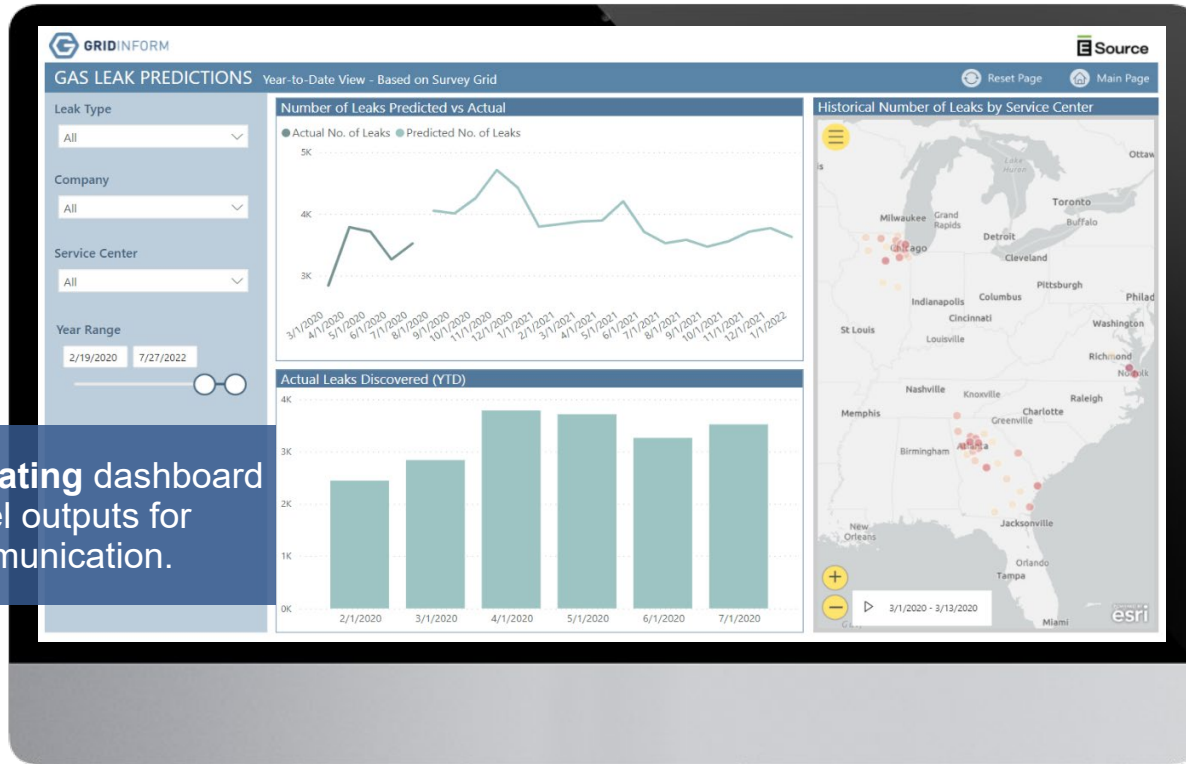 GRIDINFORM
E Source
GAS LEAK PREDICTIONS Year-to-Date View - Based on Survey Grid
Reset Page
Main Page
Leak Type
All
Company
All
Service Center
All
Year Range
2/19/2020 7/27/2022
ating dashboard
el outputs for
munication.
Number of Leaks Predicted vs Actual
Actual No. of Leaks Predicted No. of Leaks
5K
4K
3K
3/1/2020 4/1/2020 5/1/2020 6/1/2020 7/1/2020 8/1/2020 9/1/2020 10/1/2020 11/1/2020 12/1/2020 1/1/2021 2/1/2021 3/1/2021 4/1/2021 5/1/2021 6/1/2021 7/1/2021 8/1/2021 9/1/2021 10/1/2021 11/1/2021 12/1/2021 1/1/2022
Actual Leaks Discovered (YTD)
4K
3K
2K
1K
0K
2/1/2020 3/1/2020 4/1/2020 5/1/2020 6/1/2020 7/1/2020
Historical Number of Leaks by Service Center
is
Lake
Huron
Ottaw
Toronto
Milwaukee
Grand
Rapids
Buffalo
Detroit
Chicago
Cleveland
Pittsburgh
Indianapolis
Columbus
Philad
Cincinnati
St Louis
Washington
Louisville
Richmond
Norfolk
Nashville
Knoxville
Raleigh
Memphis
Charlotte
Greenville
Birmingham
Atlanta
New
Orleans
Jacksonville
Orlando
Tampa
3/1/2020 - 3/13/2020
Miami
esri